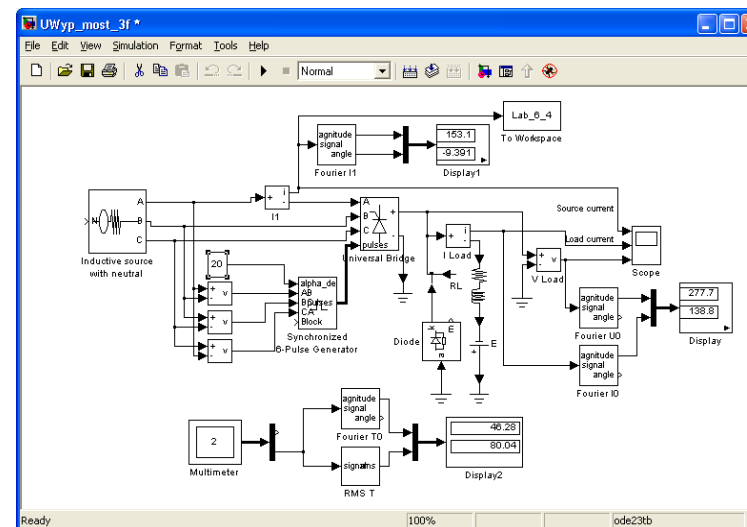 UWyp_most_3f *
File Edit View Simulation Format Tools Help
Normal
Lab_6_4
To Workspace
agnitude
signal
angle
Fourier I1
153.1
-9.391
Display1
N
A
B
C
Inductive source
with neutral
+ i
-
I1
A
B
C
pulses
+
-
Universal Bridge
Source current
Load current
Scope
+ i
-
I Load
+ v
-
V Load
20
+ v
-
+ v
-
+ v
-
alpha_de
AB
BC
CA
Block
pulses
Synchronized
6-Pulse Generator
RL
Diode
k
m
a
+
E
agnitude
signal
angle
Fourier U0
277.7
138.8
Display
agnitude
signal
angle
Fourier I0
2
Multimeter
agnitude
signal
angle
Fourier T0
signal rms
RMS T
46.28
80.04
Display2
Ready 100% ode23tb